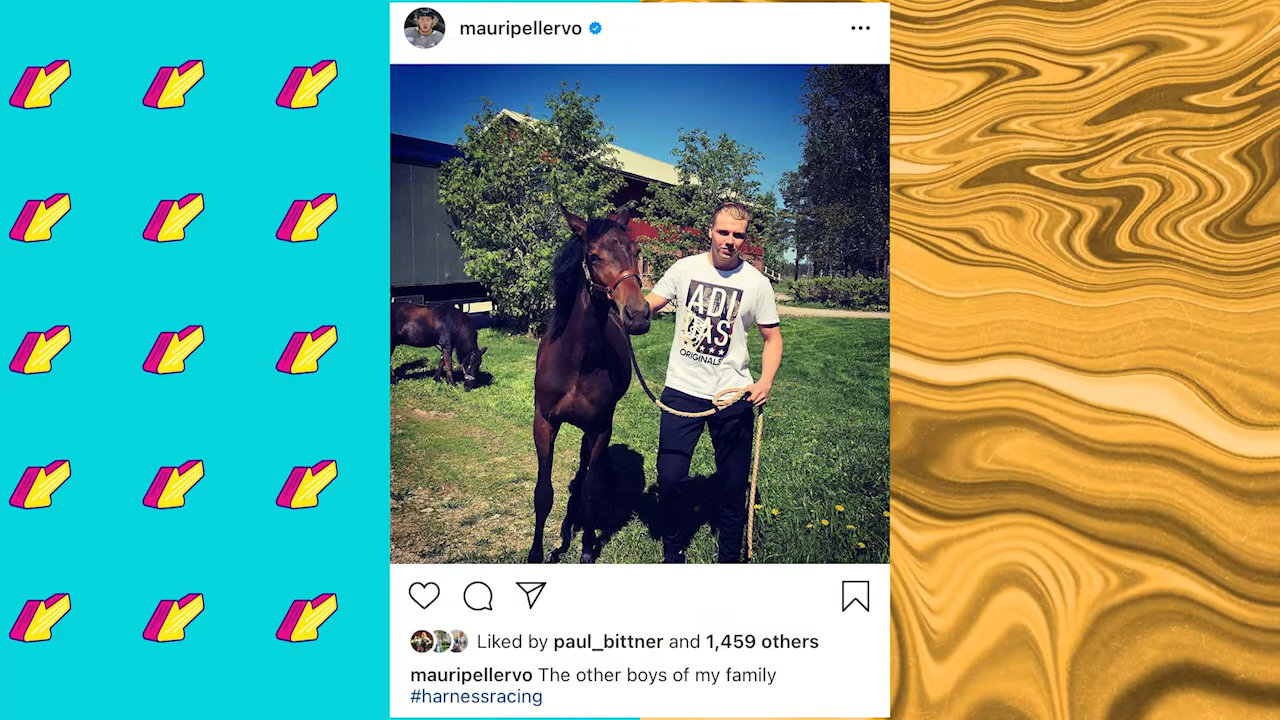 mauripellervo
ADI
DAS
ORIGINALS
Liked by paul_bittner and 1,459 others
mauripellervo The other boys of my family
#harnessracing